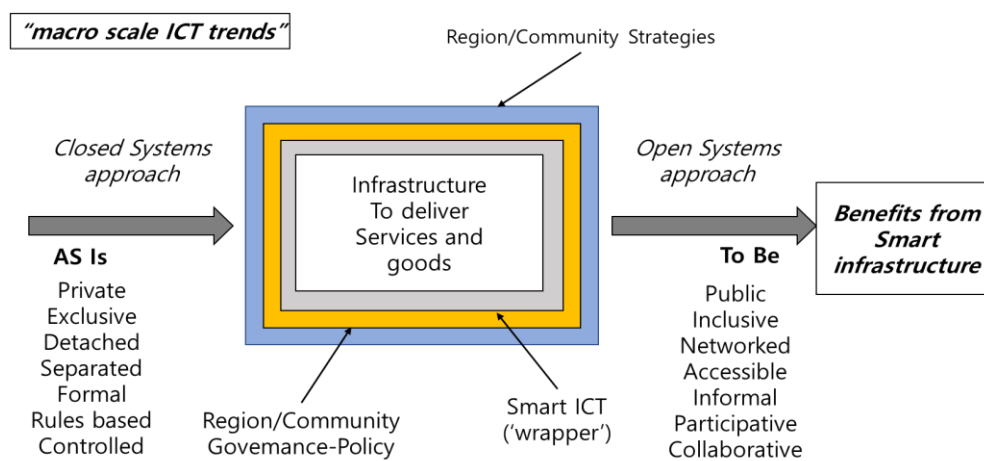 “macro scale ICT trends”
Region/Community Strategies
Closed Systems
approach
AS Is
Private
Exclusive
Detached
Separated
Formal
Rules based
Controlled
Infrastructure
To deliver
Services and
goods
Region/Community
Governance-Policy
Smart ICT
(‘wrapper’)
Open Systems
approach
To Be
Public
Inclusive
Networked
Accessible
Informal
Participative
Collaborative
Benefits from
Smart
infrastructure